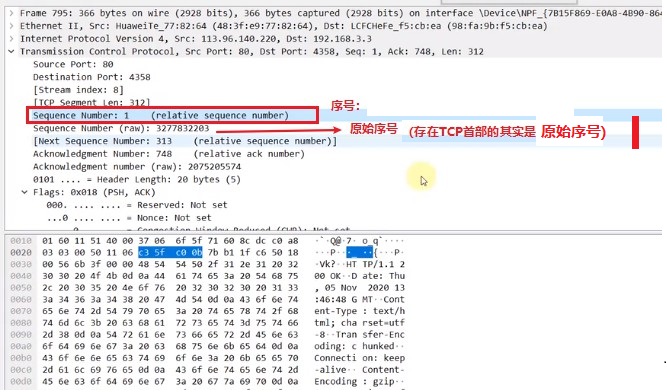 Frame 795: 366 bytes on wire (2928 bits), 366 bytes captured (2928 bits) on interface \Device\NPF_{7B15F869-E0A8-4B90-864
Ethernet II, Src: HuaweiTe_77:82:64 (48:3f:e9:77:82:64), Dst: LCFCHeFe_f5:cb:ea (98:fa:9b:f5:cb:ea)
Internet Protocol Version 4, Src: 113.96.140.220, Dst: 192.168.3.3
Transmission Control Protocol, Src Port: 80, Dst Port: 4358, Seq: 1, Ack: 748, Len: 312
Source Port: 80
Destination Port: 4358
[Stream index: 8]
[TCP Segment Len: 312]
序号:
Sequence Number: 1 (relative sequence number)
Sequence Number (raw): 3277832203
原始序号 (存在TCP首部的其实是 原始序号)
[Next Sequence Number: 313 (relative sequence number)]
Acknowledgment Number: 748 (relative ack number)
Acknowledgment number (raw): 2075205574
0101 .... = Header Length: 20 bytes (5)
Flags: 0x018 (PSH, ACK)
000. .... .... = Reserved: Not set
...0 .... .... = Nonce: Not set
0010 01 60 11 51 40 00 37 06 6f 5f 71 60 8c dc c0 a8 ·`·Q@·7· o_q`····
0020 03 03 00 50 11 06 c3 5f c0 0b 7b b1 1f c6 50 18 ···P···_ ··{···P·
0030 00 56 6b 3f 00 00 48 54 54 50 2f 31 2e 31 20 32 ·Vk?··HT TP/1.1 2
0040 30 30 20 4f 4b 0d 0a 44 61 74 65 3a 20 54 68 75 00 OK··D ate: Thu
0050 2c 20 30 35 20 4e 6f 76 20 32 30 32 30 20 31 33 , 05 Nov 2020 13
0060 3a 34 36 3a 34 38 20 47 4d 54 0d 0a 43 6f 6e 74 :46:48 G MT··Cont
0070 65 6e 74 2d 54 79 70 65 3a 20 74 65 78 74 2f 68 ent-Type : text/h
0080 74 6d 6c 3b 20 63 68 61 72 73 65 74 3d 75 74 66 tml; cha rset=utf
0090 2d 38 0d 0a 54 72 61 6e 73 66 65 72 2d 45 6e 63 -8··Tran sfer-Enc
00a0 6f 64 69 6e 67 3a 20 63 68 75 6e 6b 65 64 0d 0a oding: c hunked··
00b0 43 6f 6e 6e 65 63 74 69 6f 6e 3a 20 6b 65 65 70 Connecti on: keep
00c0 2d 61 6c 69 76 65 0d 0a 43 6f 6e 74 65 6e 74 2d -alive·· Content-
00d0 45 6e 63 6f 64 69 6e 67 3a 20 67 7a 69 70 0d 0a Encoding : gzip··